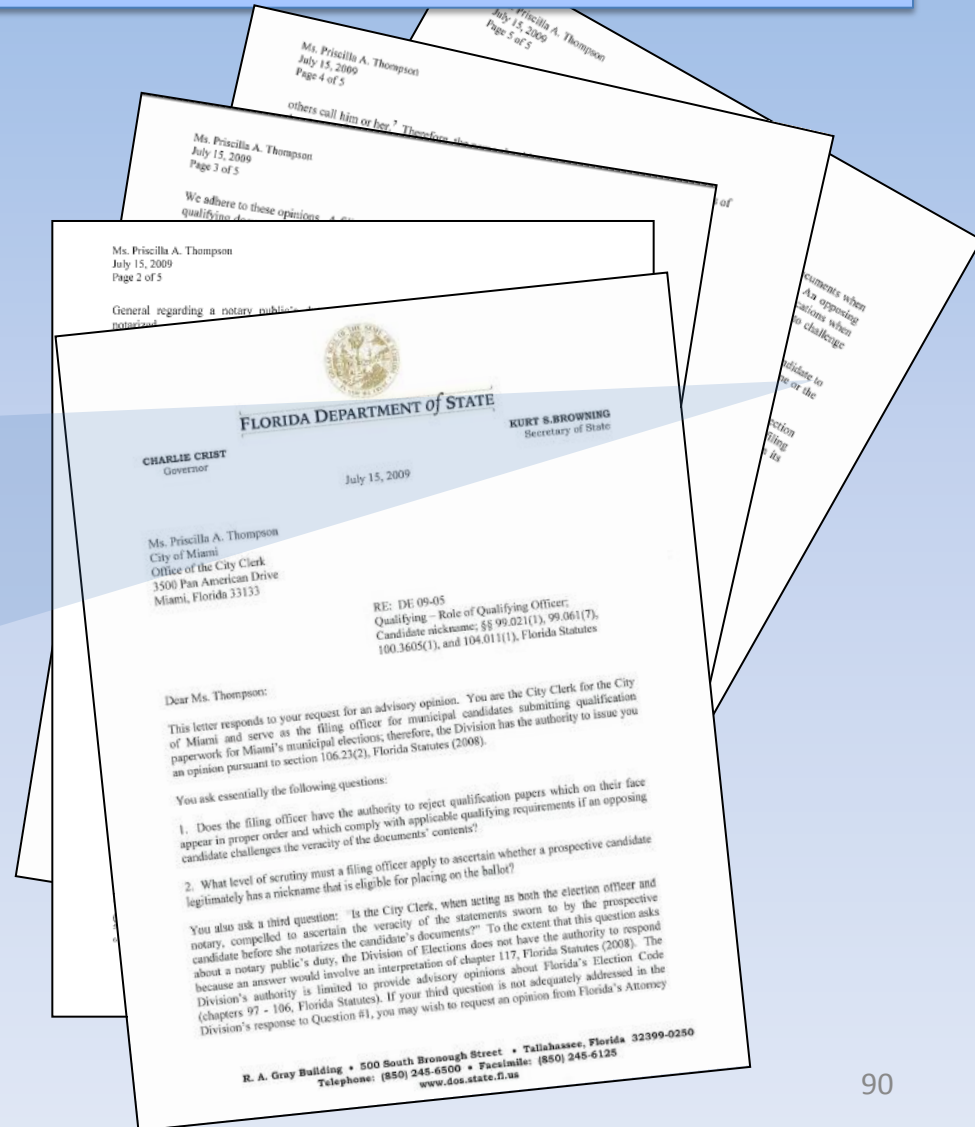 Ms. Priscilla A. Thompson
July 15, 2009
Page 5 of 5
Ms. Priscilla A. Thompson
July 15, 2009
Page 4 of 5
others call him or her." Therefore, the
of
Ms. Priscilla A. Thompson
July 15, 2009
Page 3 of 5
We adhere to these opinions.
qualifying
cuments when
An opposing
cations when
to challenge
ndidate to
ne or the
ection
filing
its
Ms. Priscilla A. Thompson
July 15, 2009
Page 2 of 5
General regarding a notary public's
notarized
FLORIDA DEPARTMENT of STATE
CHARLIE CRIST
Governor
KURT S.BROWNING
Secretary of State
July 15, 2009
Ms. Priscilla A. Thompson
City of Miami
Office of the City Clerk
3500 Pan American Drive
Miami, Florida 33133
RE: DE 09-05
Qualifying – Role of Qualifying Officer;
Candidate nickname; §§ 99.021(1), 99.061(7),
100.3605(1), and 104.011(1), Florida Statutes
Dear Ms. Thompson:
This letter responds to your request for an advisory opinion. You are the City Clerk for the City
of Miami and serve as the filing officer for municipal candidates submitting qualification
paperwork for Miami's municipal elections; therefore, the Division has the authority to issue you
an opinion pursuant to section 106.23(2), Florida Statutes (2008).
You ask essentially the following questions:
1. Does the filing officer have the authority to reject qualification papers which on their face
appear in proper order and which comply with applicable qualifying requirements if an opposing
candidate challenges the veracity of the documents' contents?
2. What level of scrutiny must a filing officer apply to ascertain whether a prospective candidate
legitimately has a nickname that is eligible for placing on the ballot?
You also ask a third question: "Is the City Clerk, when acting as both the election officer and
notary, compelled to ascertain the veracity of the statements sworn to by the prospective
candidate before she notarizes the candidate's documents?" To the extent that this question asks
about a notary public's duty, the Division of Elections does not have the authority to respond
because an answer would involve an interpretation of chapter 117, Florida Statutes (2008). The
Division's authority is limited to provide advisory opinions about Florida's Election Code
(chapters 97 - 106, Florida Statutes). If your third question is not adequately addressed in the
Division's response to Question #1, you may wish to request an opinion from Florida's Attorney
R. A. Gray Building • 500 South Bronough Street • Tallahassee, Florida 32399-0250
Telephone: (850) 245-6500 • Facsimile: (850) 245-6125
www.dos.state.fl.us
90